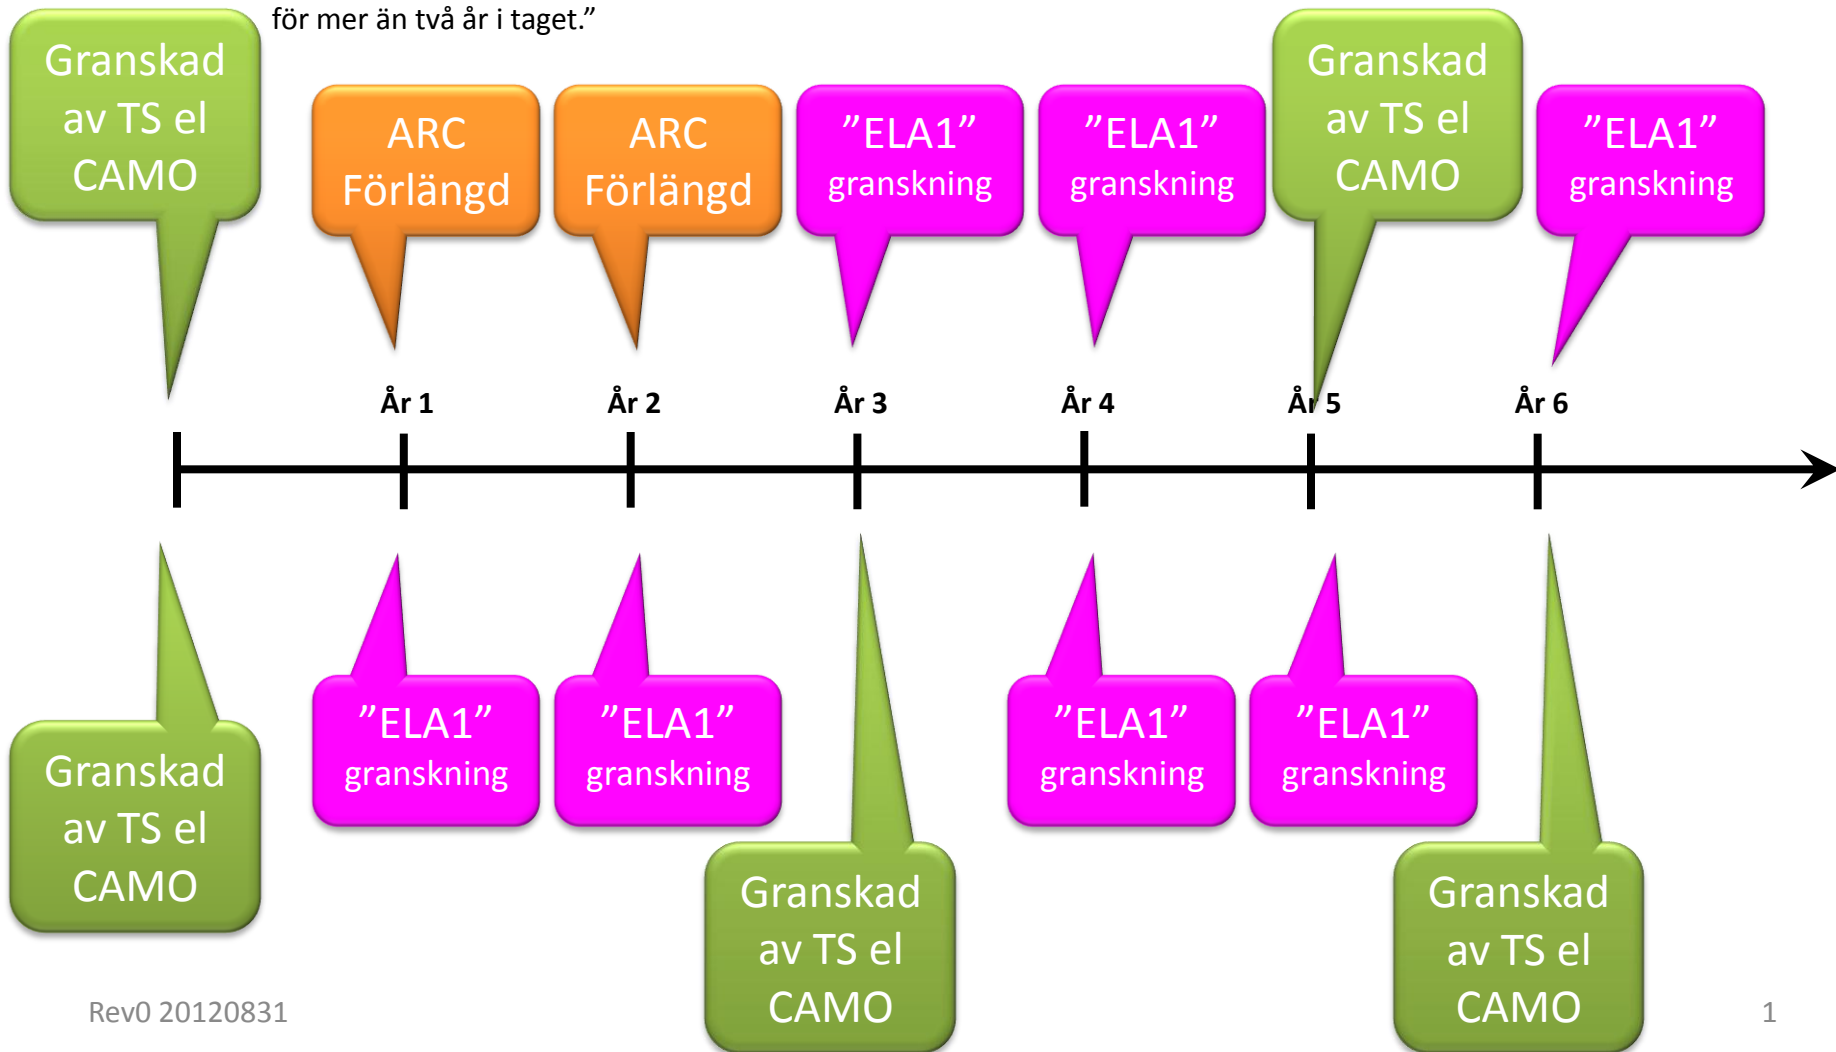 för mer än två år i taget.”
Granskad
av TS el
CAMO
ARC
Förlängd
ARC
Förlängd
”ELA1”
granskning
”ELA1”
granskning
Granskad
av TS el
CAMO
”ELA1”
granskning
År 1
År 2
År 3
År 4
År 5
År 6
Granskad
av TS el
CAMO
”ELA1”
granskning
”ELA1”
granskning
Granskad
av TS el
CAMO
”ELA1”
granskning
”ELA1”
granskning
Granskad
av TS el
CAMO
Rev0 20120831
1